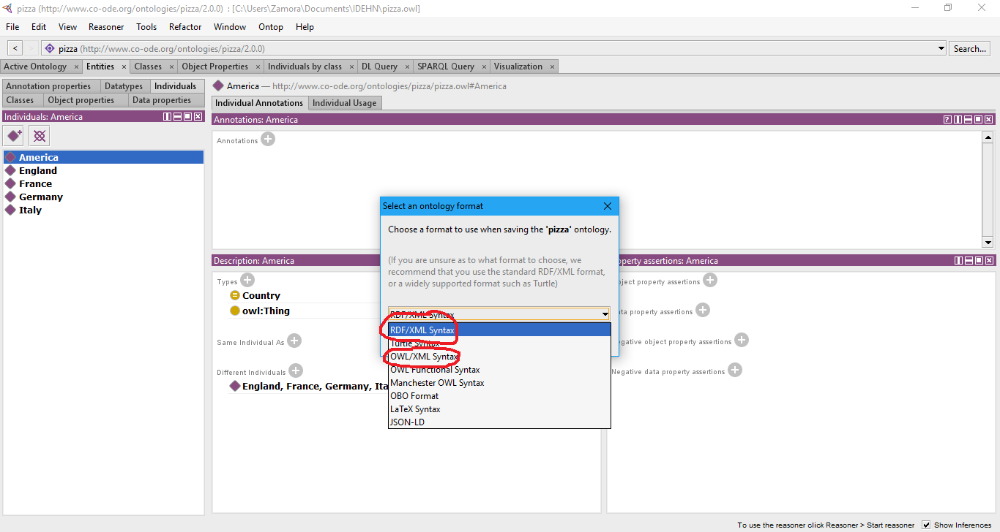 pizza (http://www.co-ode.org/ontologies/pizza/2.0.0) : [C:\Users\Zamora\Documents\IDEHN\pizza.owl]
File Edit View Reasoner Tools Refactor Window Ontop Help
< > pizza (http://www.co-ode.org/ontologies/pizza/2.0.0) Search...
Active Ontology × Entities × Classes × Object Properties × Individuals by class × DL Query × SPARQL Query × Visualization ×
Annotation properties Datatypes Individuals
Classes Object properties Data properties
Individuals: America
America
England
France
Germany
Italy
America — http://www.co-ode.org/ontologies/pizza/pizza.owl#America
Individual Annotations Individual Usage
Annotations: America
Annotations
Select an ontology format
Choose a format to use when saving the 'pizza' ontology.
(If you are unsure as to what format to choose, we
recommend that you use the standard RDF/XML format,
or a widely supported format such as Turtle)
RDF/XML Syntax
RDF/XML Syntax
Turtle Syntax
OWL/XML Syntax
OWL Functional Syntax
Manchester OWL Syntax
OBO Format
LaTeX Syntax
JSON-LD
Description: America
Types
Country
owl:Thing
Same Individual As
Different Individuals
England, France, Germany, Ita
operty assertions: America
bject property assertions
ata property assertions
egative object property assertions
Negative data property assertions
To use the reasoner click Reasoner > Start reasoner Show Inferences